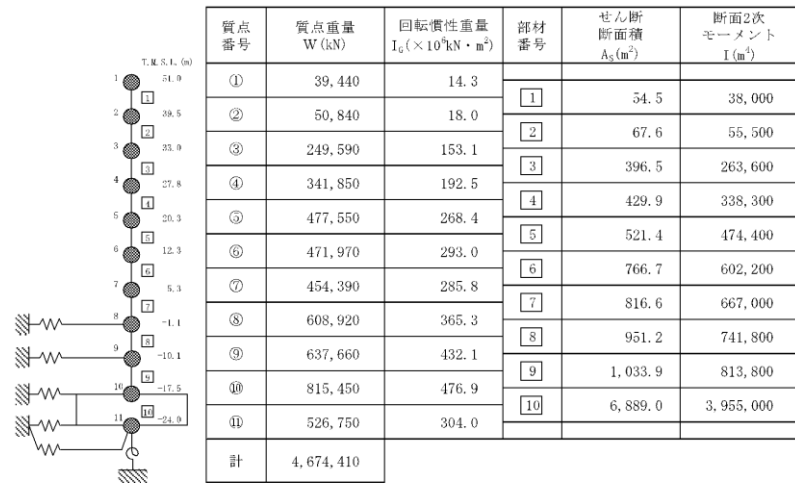 T.M.S.L. (m)
1 51.0
1
2 39.5
2
3 33.0
3
4 27.8
4
5 20.3
5
6 12.3
6
7 5.3
7
8 -1.1
8
9 -10.1
9
10 -17.5
10
11 -24.0
質点番号 質点重量 W(kN) 回転慣性重量 IG(×10⁶kN・m²) 部材番号 せん断断面積 AS(m²) 断面2次モーメント I(m⁴)
① 39,440 14.3
1 54.5 38,000
② 50,840 18.0
2 67.6 55,500
③ 249,590 153.1
3 396.5 263,600
④ 341,850 192.5
4 429.9 338,300
⑤ 477,550 268.4
5 521.4 474,400
⑥ 471,970 293.0
6 766.7 602,200
⑦ 454,390 285.8
7 816.6 667,000
⑧ 608,920 365.3
8 951.2 741,800
⑨ 637,660 432.1
9 1,033.9 813,800
⑩ 815,450 476.9
10 6,889.0 3,955,000
⑪ 526,750 304.0
計 4,674,410